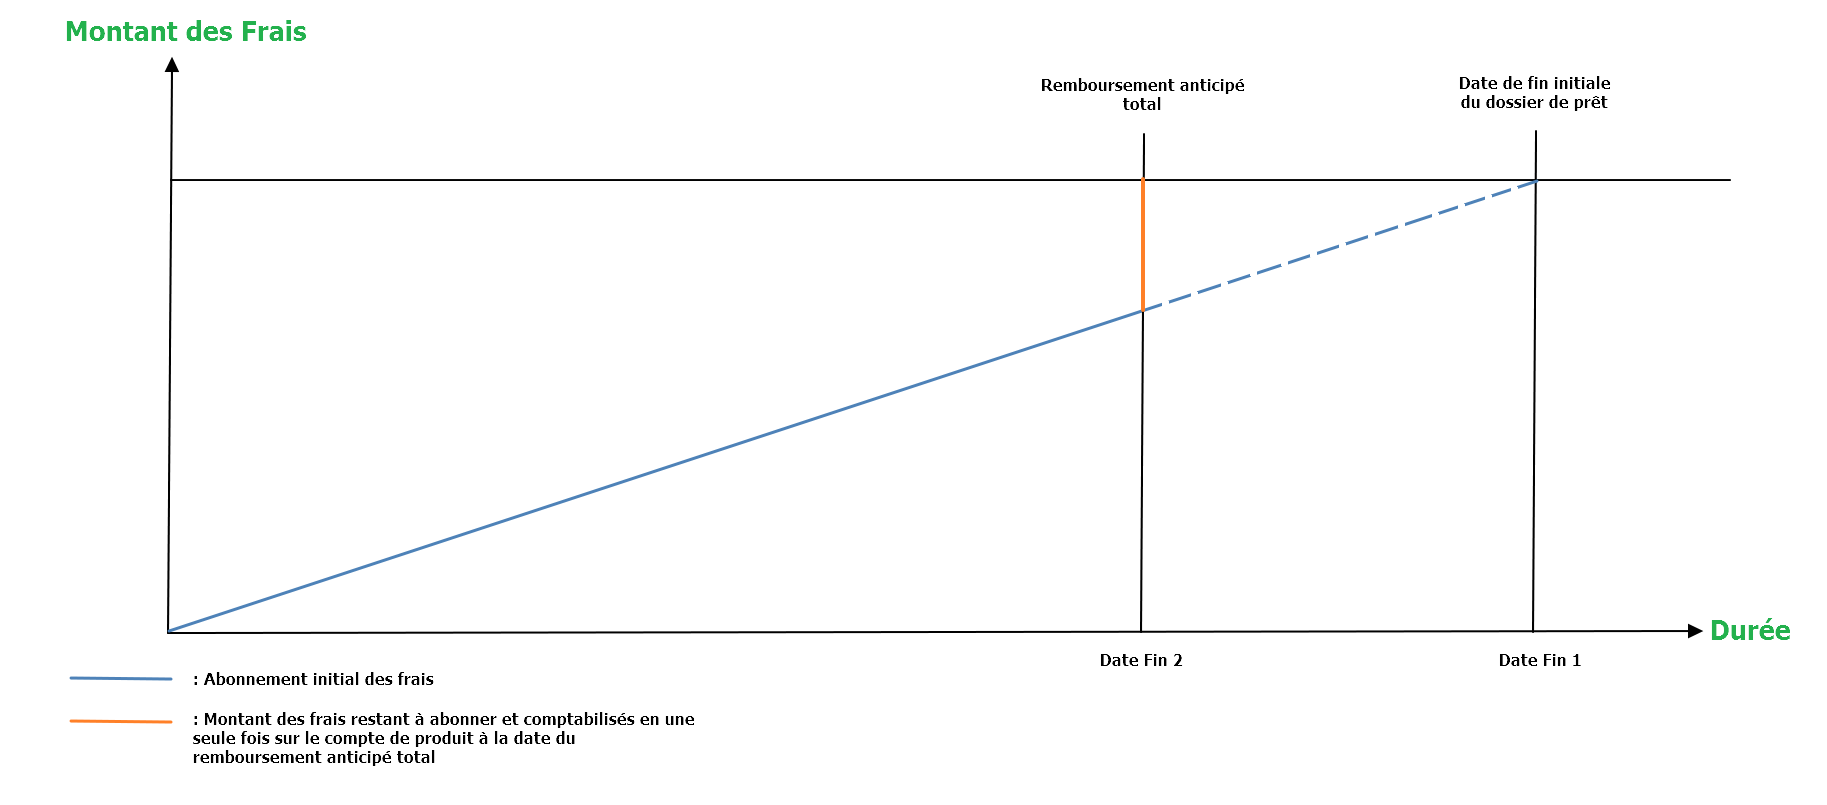 Montant des Frais
Remboursement anticipé
total
Date de fin initiale
du dossier de prêt
Durée
Date Fin 2
Date Fin 1
: Abonnement initial des frais
: Montant des frais restant à abonner et comptabilisés en une
seule fois sur le compte de produit à la date du
remboursement anticipé total